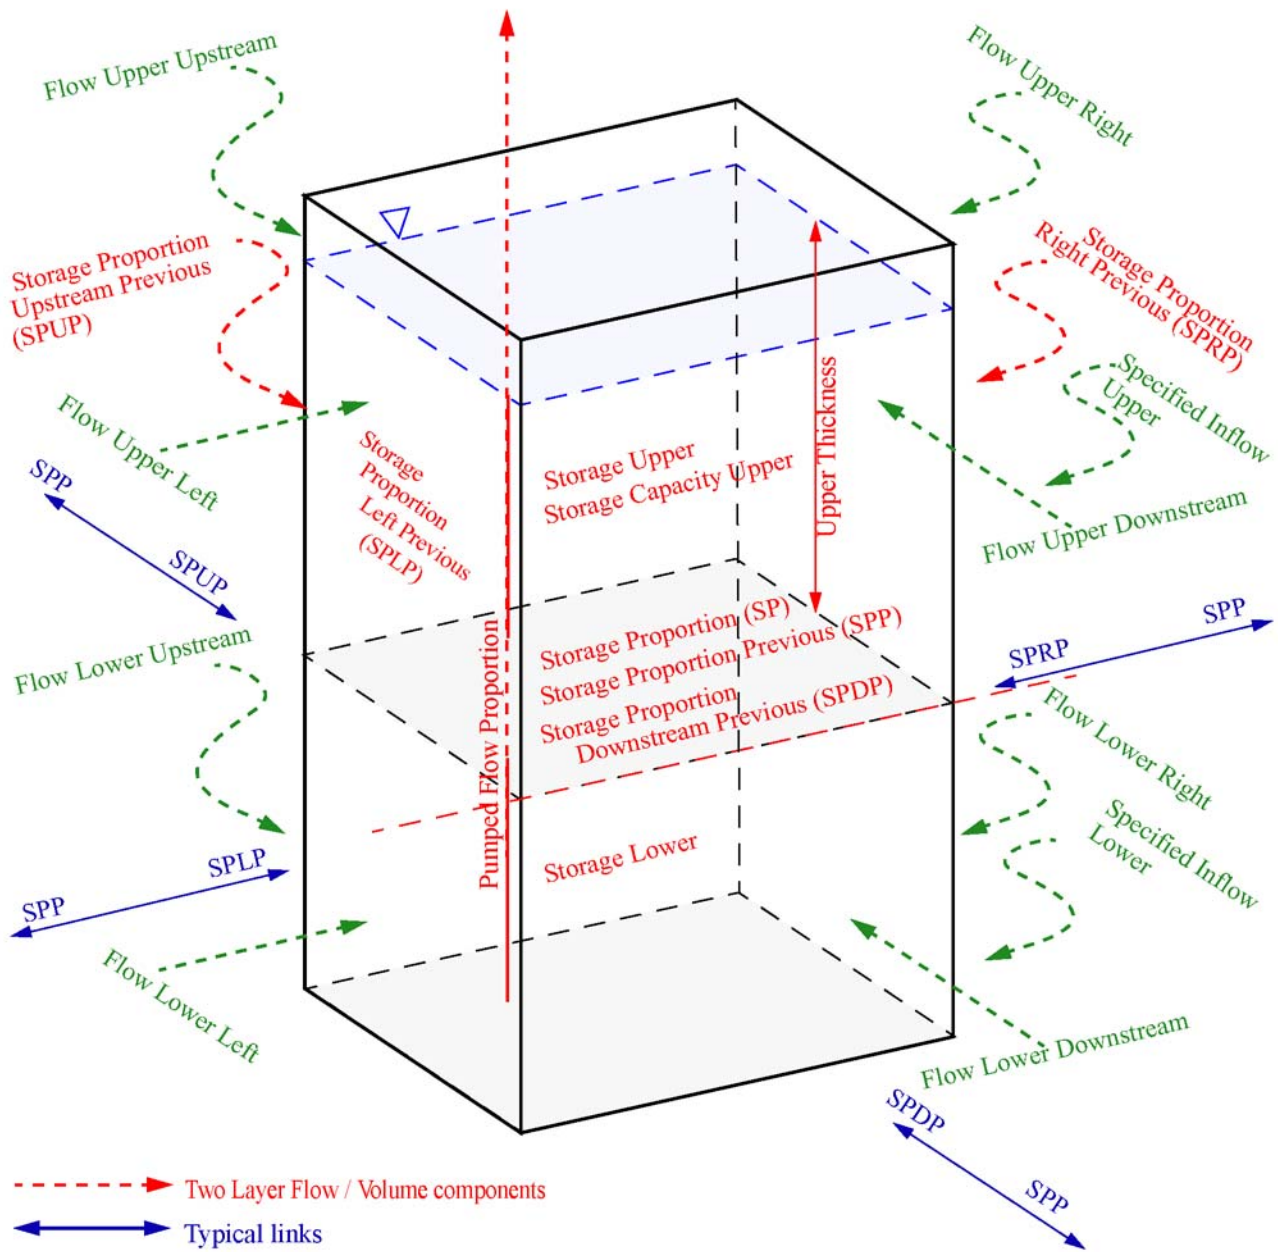 Flow Upper Upstream
Flow Upper Right
Storage Proportion
Upstream Previous
(SPUP)
Storage Proportion
Right Previous (SPRP)
Specified Inflow
Upper
Flow Upper Left
Storage
Proportion
Left Previous
(SPLP)
Storage Upper
Storage Capacity Upper
Upper Thickness
Flow Upper Downstream
SPP
SPUP
SPP
SPRP
Flow Lower Upstream
Storage Proportion (SP)
Storage Proportion Previous (SPP)
Storage Proportion
Downstream Previous (SPDP)
Pumped Flow Proportion
Flow Lower Right
Specified Inflow
Lower
Storage Lower
SPLP
SPP
Flow Lower Left
Flow Lower Downstream
SPDP
SPP
Two Layer Flow / Volume components
Typical links